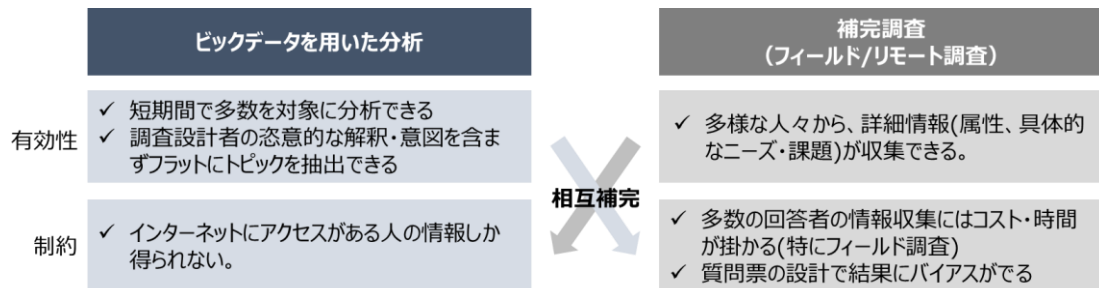 ビックデータを用いた分析
補完調査
（フィールド/リモート調査）
有効性
✓ 短期間で多数を対象に分析できる
✓ 調査設計者の恣意的な解釈・意図を含ま
ずフラットにトピックを抽出できる
✓ 多様な人々から、詳細情報(属性、具体的
なニーズ・課題)が収集できる。
相互補完
制約
✓ インターネットにアクセスがある人の情報しか
得られない。
✓ 多数の回答者の情報収集にはコスト・時間
が掛かる(特にフィールド調査)
✓ 質問票の設計で結果にバイアスがでる